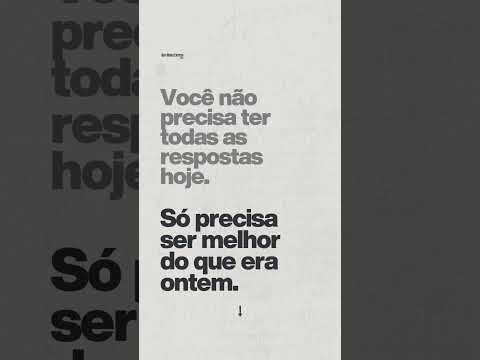 Você não
precisa ter
todas as
respostas
hoje.
Só precisa
ser melhor
do que era
ontem.